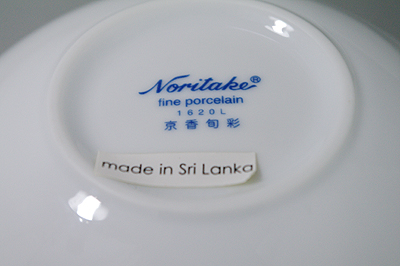 Noritake®
fine porcelain
1620L
京香旬彩
made in Sri Lanka